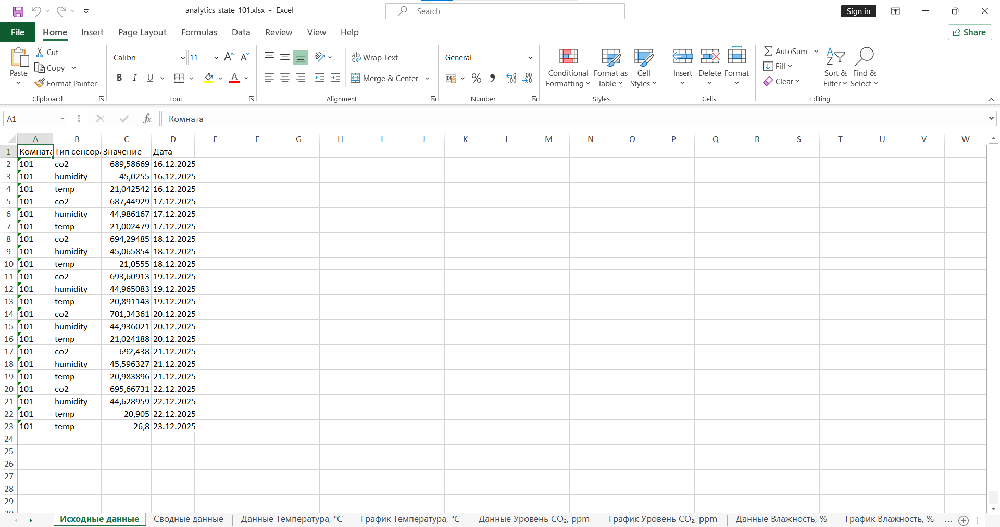 analytics_state_101.xlsx - Excel
Search
Sign in
File Home Insert Page Layout Formulas Data Review View Help
Share
Paste
Cut
Copy
Format Painter
Clipboard
Calibri 11
B I U
Font
Wrap Text
Merge & Center
Alignment
General
Number
Conditional Formatting
Format as Table
Cell Styles
Styles
Insert Delete Format
Cells
AutoSum
Fill
Clear
Sort & Filter
Find & Select
Editing
A1
fx
Комната
A B C D E F G H I J K L M N O P Q R S T U V W
1 Комната Тип сенсора Значение Дата
2 101 co2 689,58669 16.12.2025
3 101 humidity 45,0255 16.12.2025
4 101 temp 21,042542 16.12.2025
5 101 co2 687,44929 17.12.2025
6 101 humidity 44,986167 17.12.2025
7 101 temp 21,002479 17.12.2025
8 101 co2 694,29485 18.12.2025
9 101 humidity 45,065854 18.12.2025
10 101 temp 21,0555 18.12.2025
11 101 co2 693,60913 19.12.2025
12 101 humidity 44,965083 19.12.2025
13 101 temp 20,891143 19.12.2025
14 101 co2 701,34361 20.12.2025
15 101 humidity 44,936021 20.12.2025
16 101 temp 21,024188 20.12.2025
17 101 co2 692,438 21.12.2025
18 101 humidity 45,596327 21.12.2025
19 101 temp 20,983896 21.12.2025
20 101 co2 695,66731 22.12.2025
21 101 humidity 44,628959 22.12.2025
22 101 temp 20,905 22.12.2025
23 101 temp 26,8 23.12.2025
24
25
26
27
28
29
Исходные данные Сводные данные Данные Температура, °C График Температура, °C Данные Уровень CO₂, ppm График Уровень CO₂, ppm Данные Влажность, % График Влажность, % ...